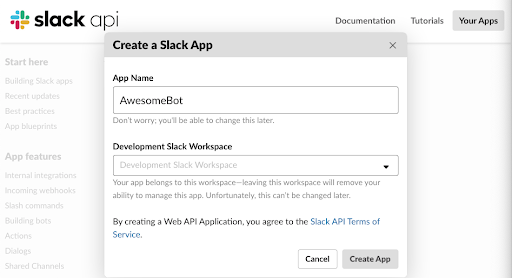 slack api
Documentation
Tutorials
Your Apps
Start here
Building Slack apps
Recent updates
Best practices
App blueprints
App features
Internal integrations
Incoming webhooks
Slash commands
Building bots
Actions
Dialogs
Shared Channels
Create a Slack App
App Name
AwesomeBot
Don't worry; you'll be able to change this later.
Development Slack Workspace
Development Slack Workspace
Your app belongs to this workspace—leaving this workspace will remove your
ability to manage this app. Unfortunately, this can't be changed later.
By creating a Web API Application, you agree to the Slack API Terms of
Service.
Cancel
Create App